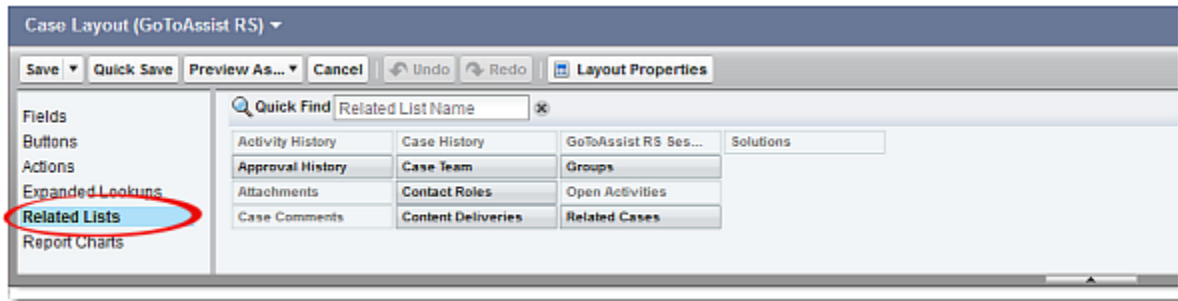 Case Layout (GoToAssist RS)
Save Quick Save Preview As... Cancel Undo Redo Layout Properties
Fields
Buttons
Actions
Expanded Lookups
Related Lists
Report Charts
Quick Find Related List Name
Activity History Case History GoToAssist RS Ses... Solutions
Approval History Case Team Groups
Attachments Contact Roles Open Activities
Case Comments Content Deliveries Related Cases